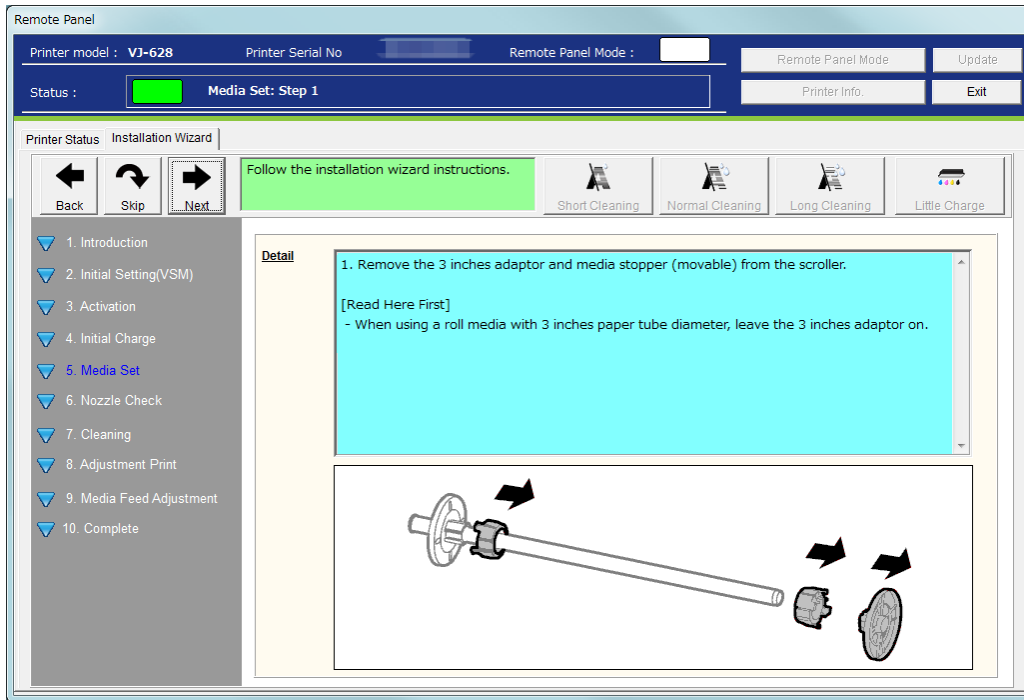 Remote Panel
Printer model : VJ-628 Printer Serial No Remote Panel Mode :
Remote Panel Mode Update
Status : Media Set: Step 1
Printer Info. Exit
Printer Status Installation Wizard
Back Skip Next
Follow the installation wizard instructions.
Short Cleaning Normal Cleaning Long Cleaning Little Charge
1. Introduction
2. Initial Setting(VSM)
3. Activation
4. Initial Charge
5. Media Set
6. Nozzle Check
7. Cleaning
8. Adjustment Print
9. Media Feed Adjustment
10. Complete
Detail
1. Remove the 3 inches adaptor and media stopper (movable) from the scroller.
[Read Here First]
- When using a roll media with 3 inches paper tube diameter, leave the 3 inches adaptor on.